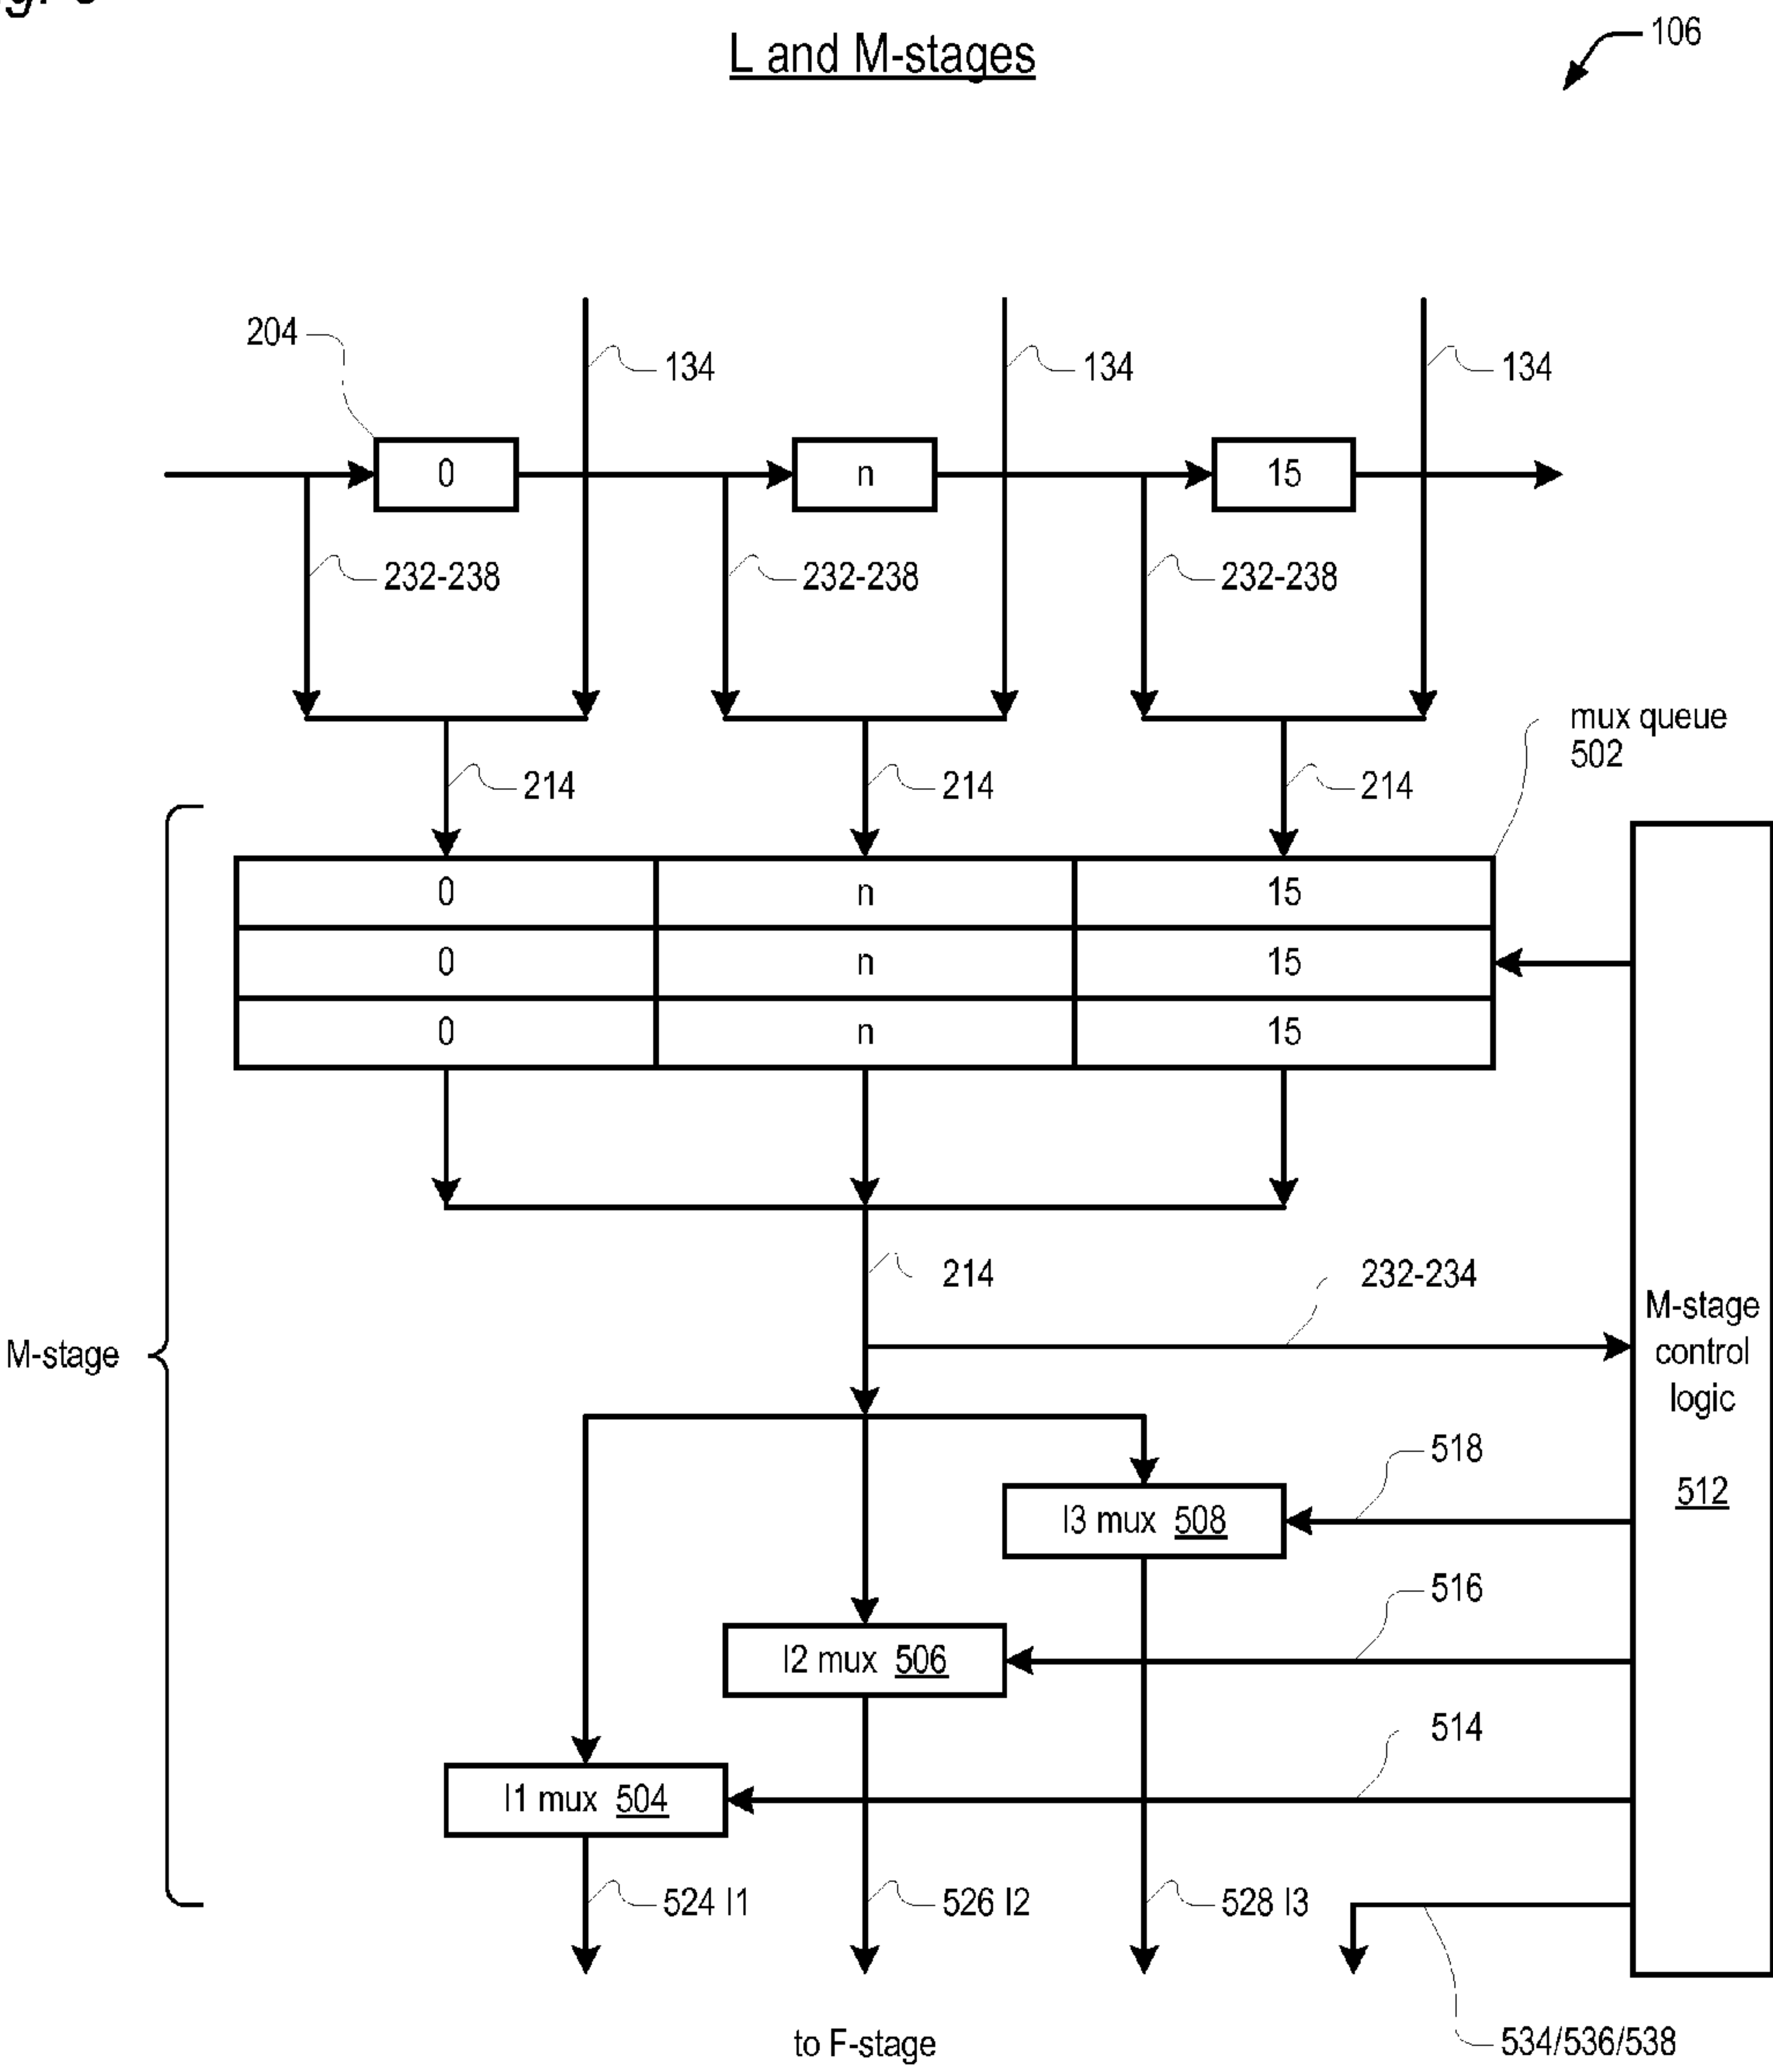 L and M-stages
106
204
134
134
134
0
n
15
232-238
232-238
232-238
mux queue
502
214
214
214
0
n
15
0
n
15
0
n
15
214
232-234
M-stage
M-stage
control
logic
512
518
I3 mux 508
516
I2 mux 506
514
I1 mux 504
524 I1
526 I2
528 I3
to F-stage
534/536/538